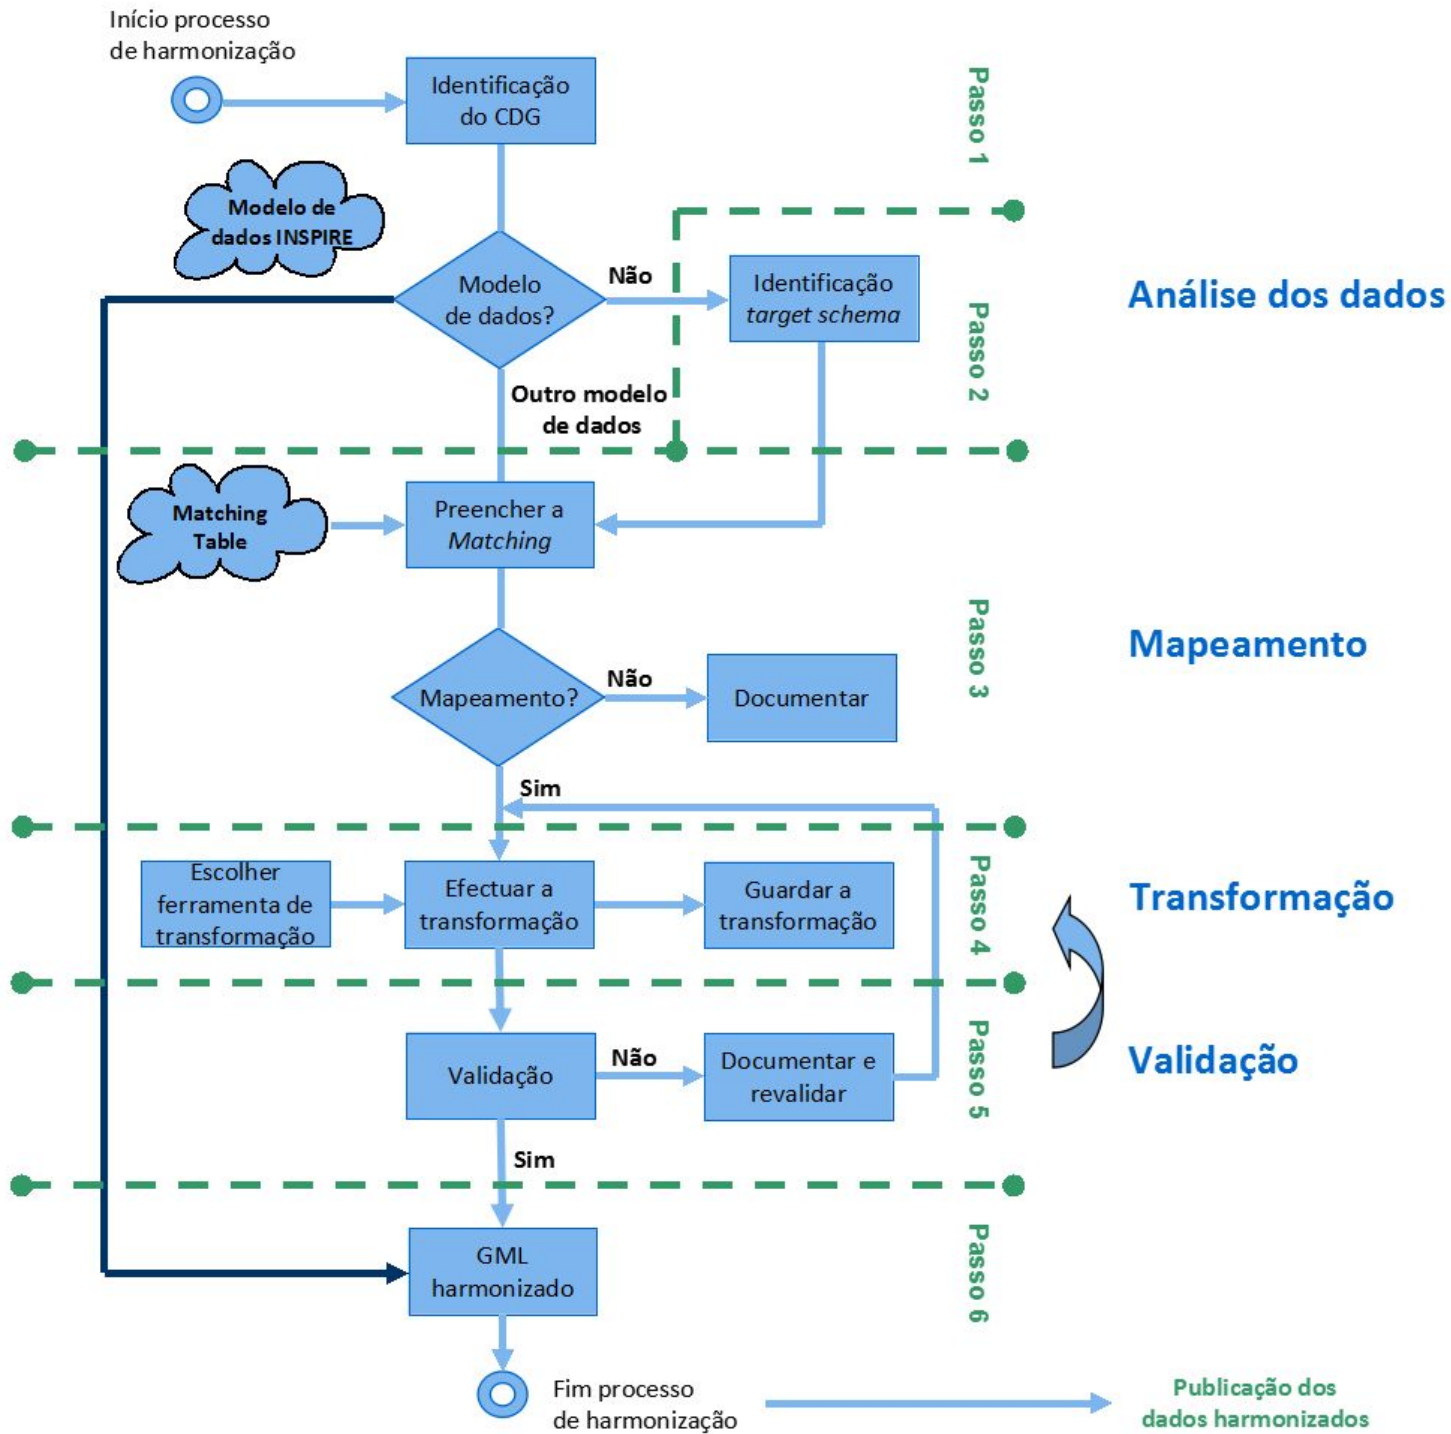 Início processo
de harmonização
Identificação
do CDG
Passo 1
Modelo de
dados INSPIRE
Modelo
de dados?
Não
Identificação
target schema
Passo 2
Análise dos dados
Outro modelo
de dados
Matching
Table
Preencher a
Matching
Passo 3
Mapeamento
Mapeamento?
Não
Documentar
Sim
Escolher
ferramenta de
transformação
Efectuar a
transformação
Guardar a
transformação
Passo 4
Transformação
Validação
Não
Documentar e
revalidar
Passo 5
Validação
Sim
GML
harmonizado
Passo 6
Fim processo
de harmonização
Publicação dos
dados harmonizados